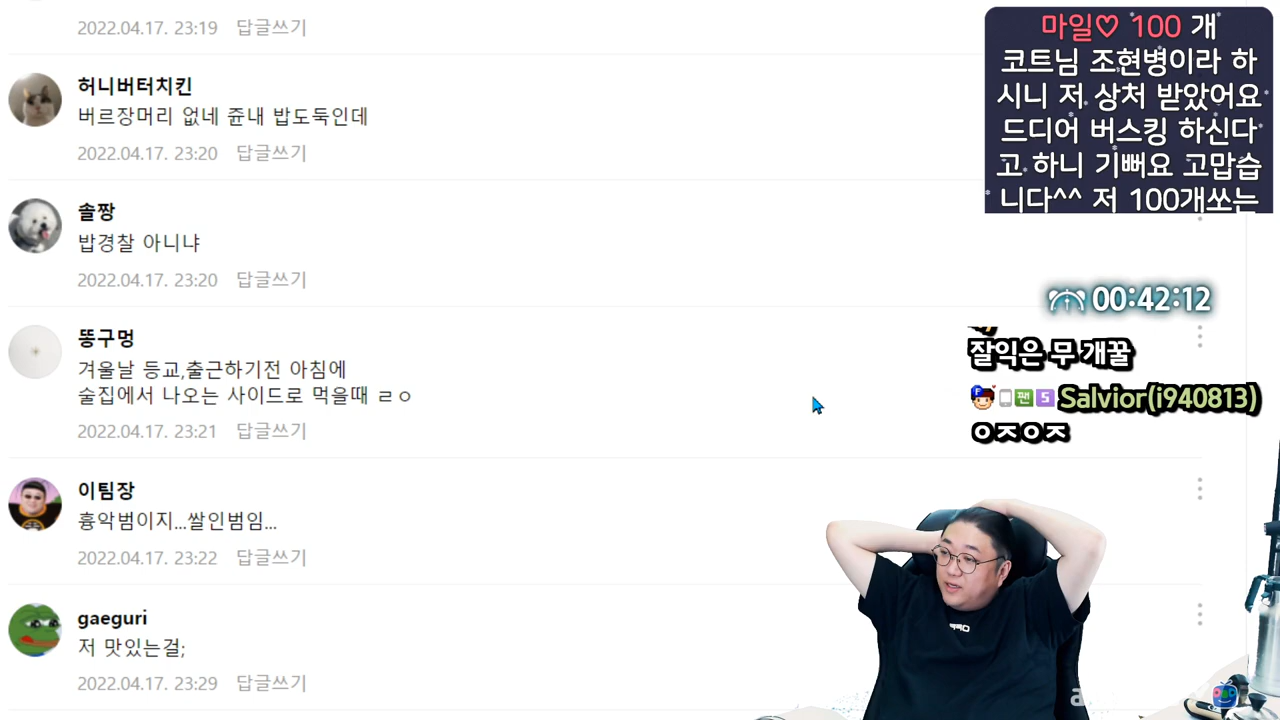 2022.04.17. 23:19 답글쓰기
허니버터치킨
버르장머리 없네 쥰내 밥도둑인데
2022.04.17. 23:20 답글쓰기
솔짱
밥경찰 아니냐
2022.04.17. 23:20 답글쓰기
똥구멍
겨울날 등교,출근하기전 아침에
술집에서 나오는 사이드로 먹을때 ㄹㅇ
2022.04.17. 23:21 답글쓰기
이팀장
흉악범이지...쌀인범임...
2022.04.17. 23:22 답글쓰기
gaeguri
저 맛있는걸;
2022.04.17. 23:29 답글쓰기
마일♡ 100 개
코트님 조현병이라 하
시니 저 상처 받았어요
드디어 버스킹 하신다
고 하니 기뻐요 고맙습
니다^^ 저 100개쏘는
00:42:12
잘익은 무 개꿀
F 팬 5 Salvior(i940813)
ㅇㅈㅇㅈ